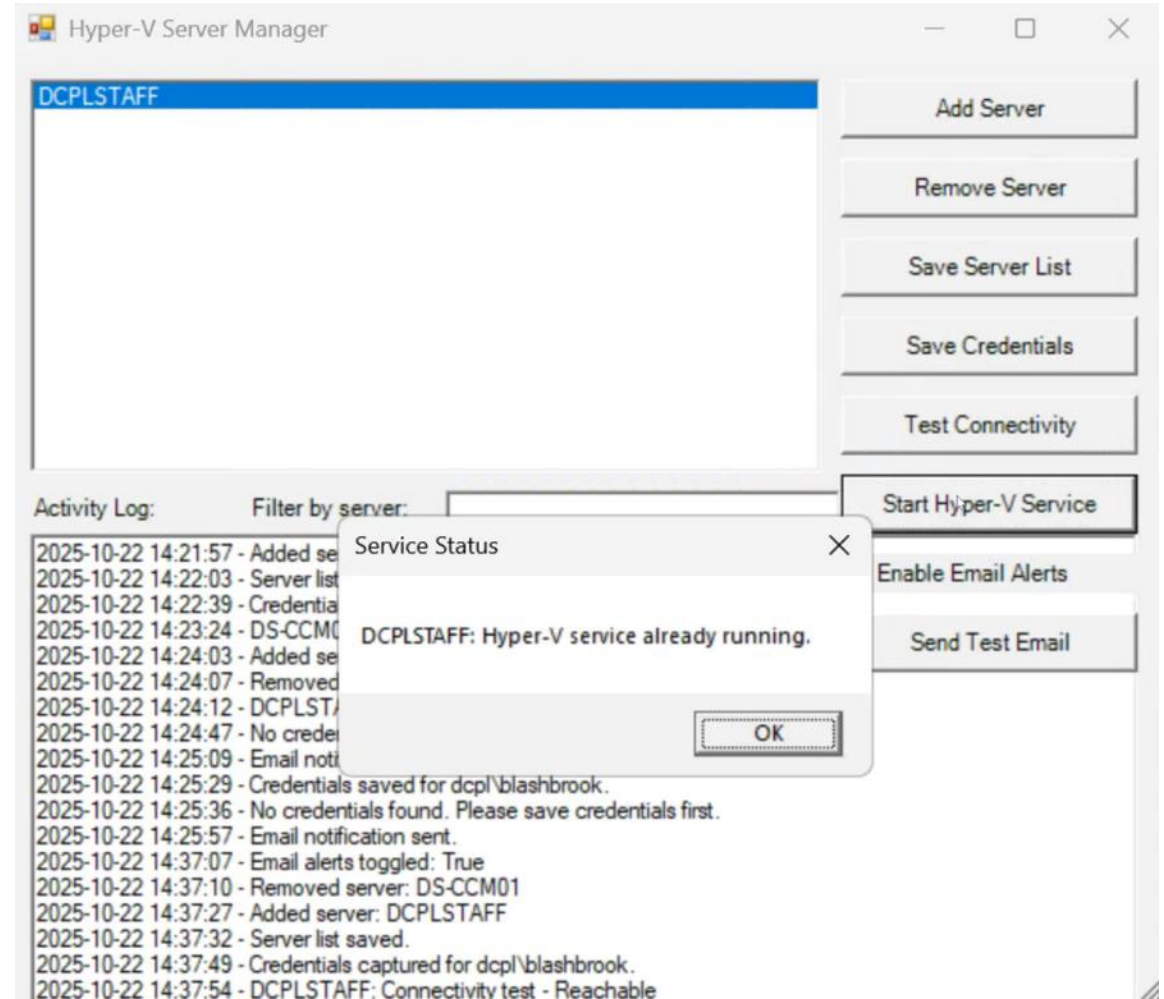 Hyper-V Server Manager
DCPLSTAFF
Add Server
Remove Server
Save Server List
Save Credentials
Test Connectivity
Start Hyper-V Service
Activity Log:
Filter by server:
Enable Email Alerts
Send Test Email
Service Status
DCPLSTAFF: Hyper-V service already running.
OK
2025-10-22 14:21:57 - Added
2025-10-22 14:22:03 - Server list
2025-10-22 14:22:39 -
2025-10-22 14:23:24 -
2025-10-22 14:24:03 - Added
2025-10-22 14:24:07 - Removed
2025-10-22 14:24:12 -
2025-10-22 14:24:47 - No
2025-10-22 14:25:09 - Email
2025-10-22 14:25:29 - Credentials saved for dcpl\blashbrook.
2025-10-22 14:25:36 - No credentials found. Please save credentials first.
2025-10-22 14:25:57 - Email notification sent.
2025-10-22 14:37:07 - Email alerts toggled: True
2025-10-22 14:37:10 - Removed server: DS-CCM01
2025-10-22 14:37:27 - Added server: DCPLSTAFF
2025-10-22 14:37:32 - Server list saved.
2025-10-22 14:37:49 - Credentials captured for dcpl\blashbrook.
2025-10-22 14:37:54 - DCPLSTAFF: Connectivity test - Reachable